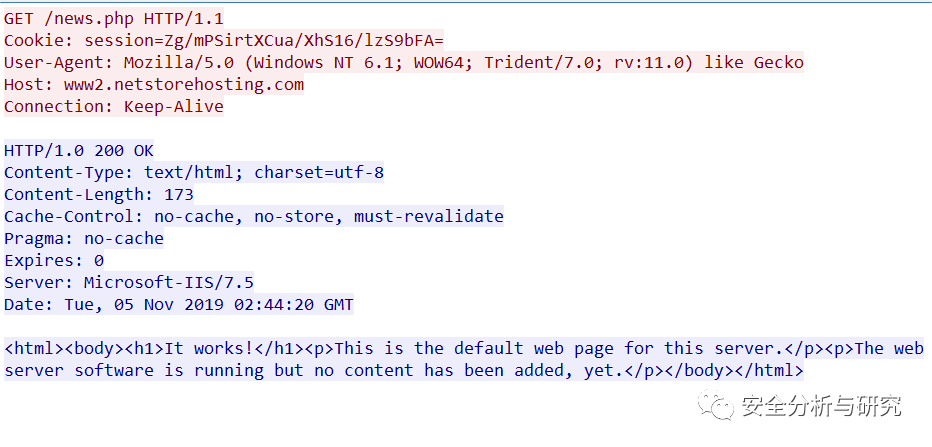 GET /news.php HTTP/1.1
Cookie: session=Zg/mPSirtXCua/XhS16/lzS9bFA=
User-Agent: Mozilla/5.0 (Windows NT 6.1; WOW64; Trident/7.0; rv:11.0) like Gecko
Host: www2.netstorehosting.com
Connection: Keep-Alive
HTTP/1.0 200 OK
Content-Type: text/html; charset=utf-8
Content-Length: 173
Cache-Control: no-cache, no-store, must-revalidate
Pragma: no-cache
Expires: 0
Server: Microsoft-IIS/7.5
Date: Tue, 05 Nov 2019 02:44:20 GMT
<html><body><h1>It works!</h1><p>This is the default web page for this server.</p><p>The web
server software is running but no content has been added, yet.</p></body></html>
安全分析与研究